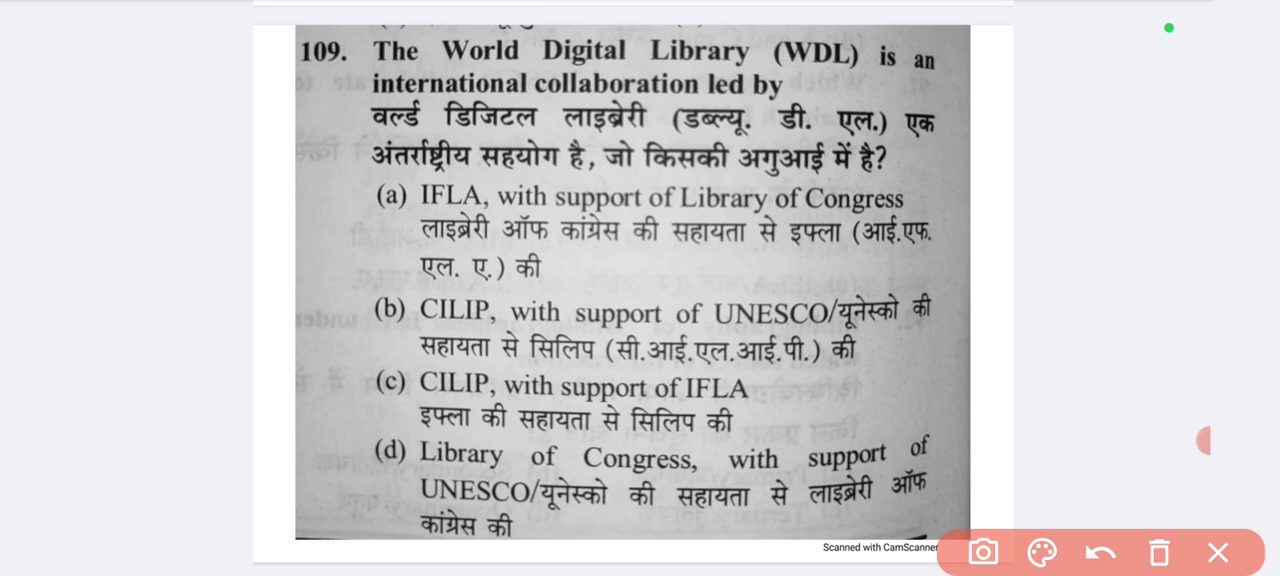 109. The World Digital Library (WDL) is an
international collaboration led by
वर्ल्ड डिजिटल लाइब्रेरी (डब्ल्यू. डी. एल.) एक
अंतर्राष्ट्रीय सहयोग है, जो किसकी अगुआई में है?
(a) IFLA, with support of Library of Congress
लाइब्रेरी ऑफ कांग्रेस की सहायता से इफ्ला (आई.एफ.
एल. ए.) की
(b) CILIP, with support of UNESCO/यूनेस्को की
सहायता से सिलिप (सी.आई.एल.आई.पी.) की
(c) CILIP, with support of IFLA
इफ्ला की सहायता से सिलिप की
(d) Library of Congress, with support of
UNESCO/यूनेस्को की सहायता से लाइब्रेरी ऑफ
कांग्रेस की
Scanned with CamScanner